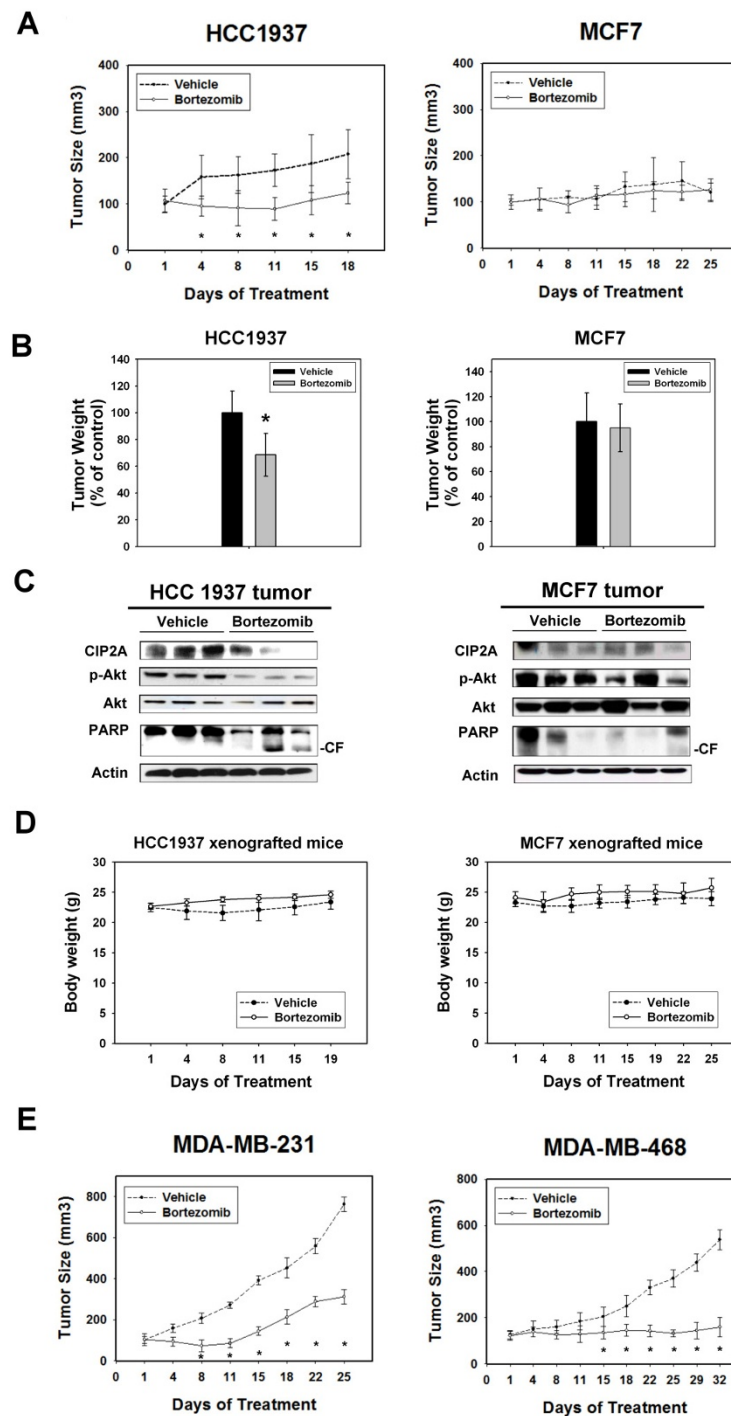 A
HCC1937
MCF7
Tumor Size (mm3)
400
300
200
100
0
Vehicle
Bortezomib
* * * * * *
0 1 4 8 11 15 18
Days of Treatment
Tumor Size (mm3)
400
300
200
100
0
Vehicle
Bortezomib
0 1 4 8 11 15 18 22 25
Days of Treatment
B
HCC1937
MCF7
Tumor Weight
(% of control)
140
120
100
80
60
40
20
0
Vehicle
Bortezomib
*
Tumor Weight
(% of control)
140
120
100
80
60
40
20
0
Vehicle
Bortezomib
C
HCC 1937 tumor
Vehicle Bortezomib
CIP2A
p-Akt
Akt
PARP
-CF
Actin
MCF7 tumor
Vehicle Bortezomib
CIP2A
p-Akt
Akt
PARP
-CF
Actin
D
HCC1937 xenografted mice
MCF7 xenografted mice
Body weight (g)
30
25
20
15
10
5
0
Vehicle
Bortezomib
1 4 8 11 15 19
Days of Treatment
Body weight (g)
30
25
20
15
10
5
0
Vehicle
Bortezomib
1 4 8 11 15 19 22 25
Days of Treatment
E
MDA-MB-231
MDA-MB-468
Tumor Size (mm3)
800
600
400
200
0
Vehicle
Bortezomib
* * * * * *
0 1 4 8 11 15 18 22 25
Days of Treatment
Tumor Size (mm3)
800
600
400
200
0
Vehicle
Bortezomib
* * * * * *
0 1 4 8 11 15 18 22 25 29 32
Days of Treatment